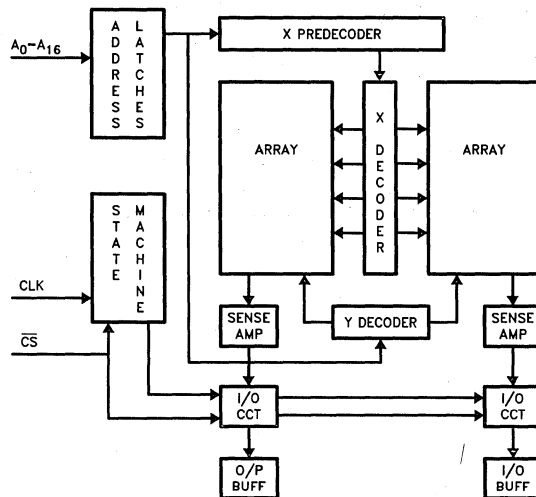 A0-A16
ADDRESS
LATCHES
X PREDECODER
ARRAY
X DECODER
ARRAY
STATE
MACHINE
CLK
CS
SENSE
AMP
Y DECODER
SENSE
AMP
I/O
CCT
I/O
CCT
O/P
BUFF
I/O
BUFF